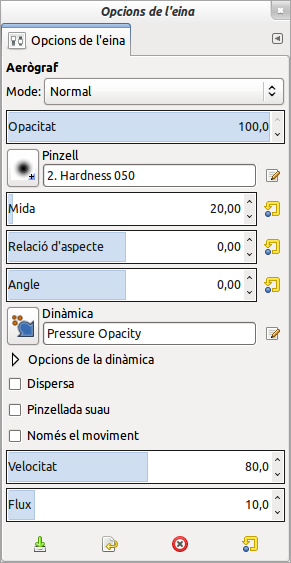 Opcions de l'eina
Opcions de l'eina
Aerògraf
Mode: Normal
Opacitat 100,0
Pinzell
2. Hardness 050
Mida 20,00
Relació d'aspecte 0,00
Angle 0,00
Dinàmica
Pressure Opacity
Opcions de la dinàmica
Dispersa
Pinzellada suau
Només el moviment
Velocitat 80,0
Flux 10,0